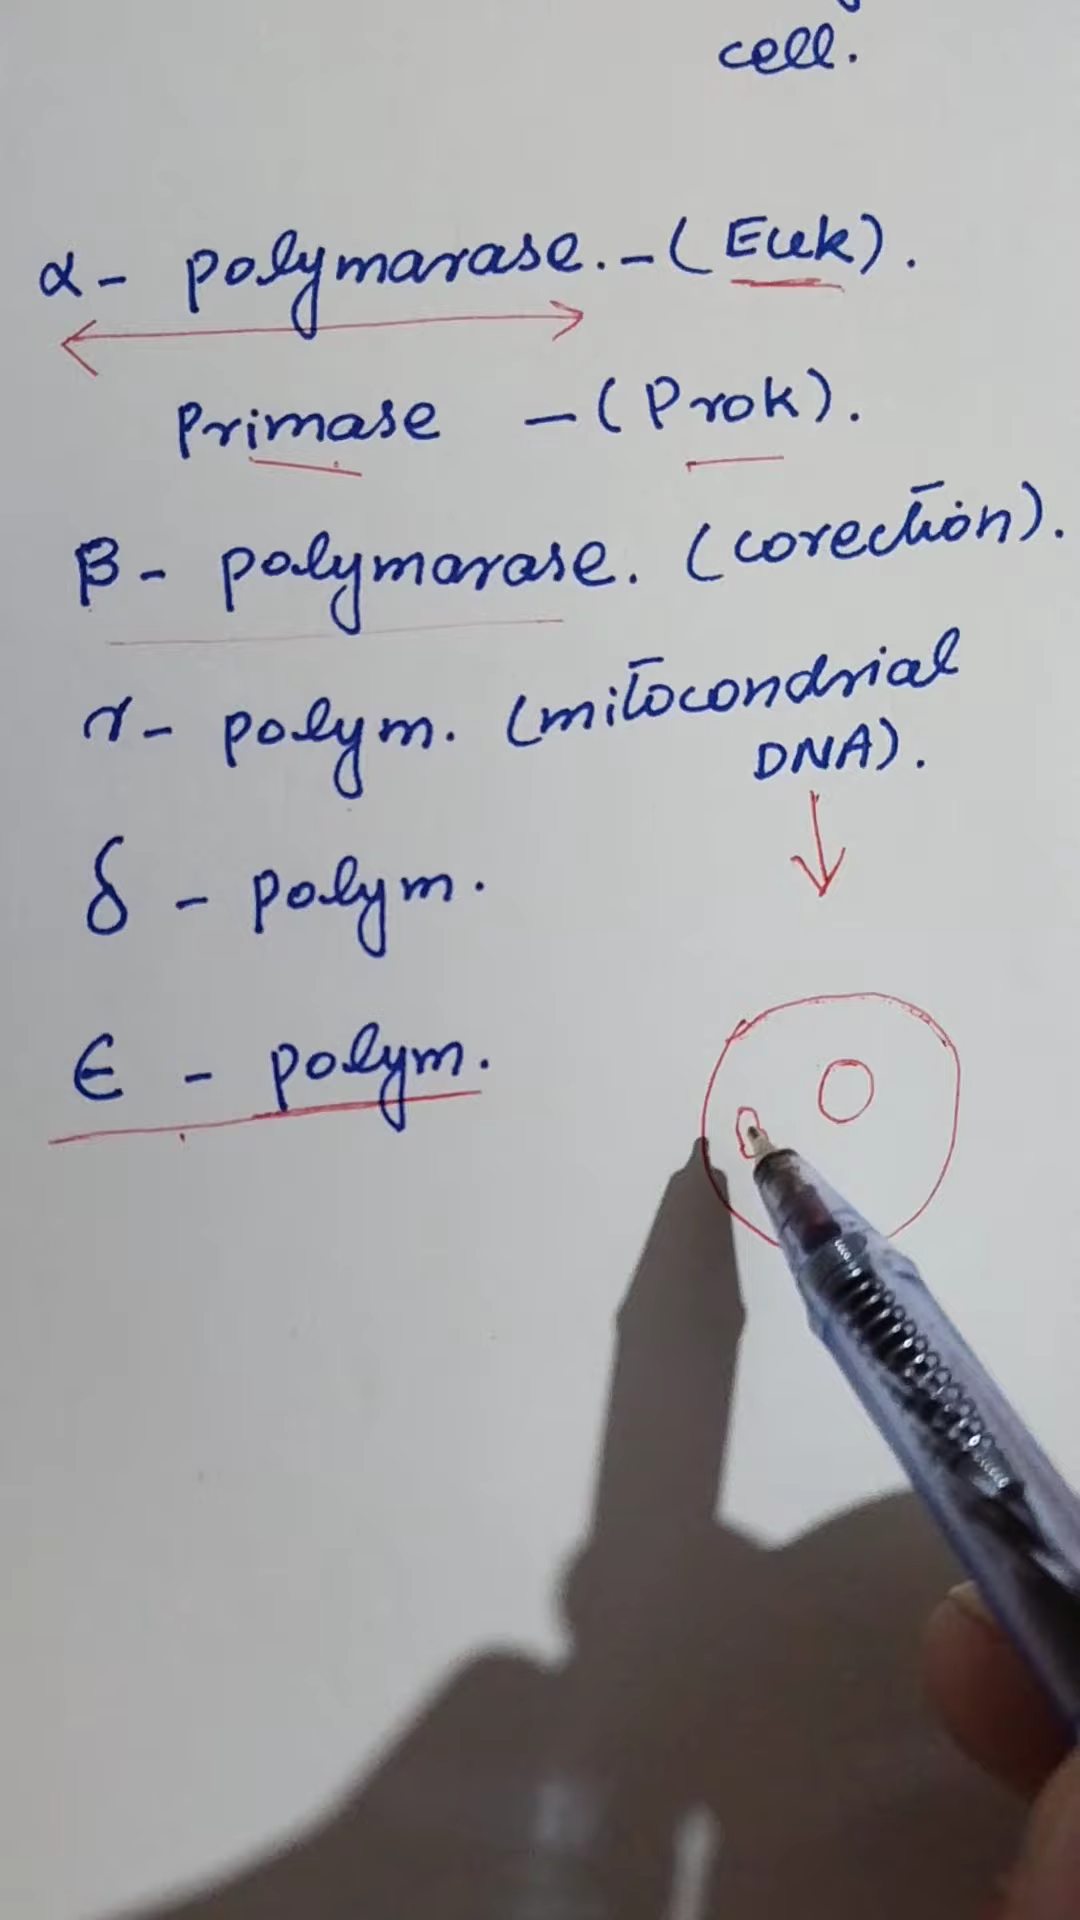 cell.
α - polymarase. - (Euk).
Primase - (Prok).
β - polymarase. (corection).
γ - polym. (mitocondrial
DNA).
δ - polym.
ε - polym.